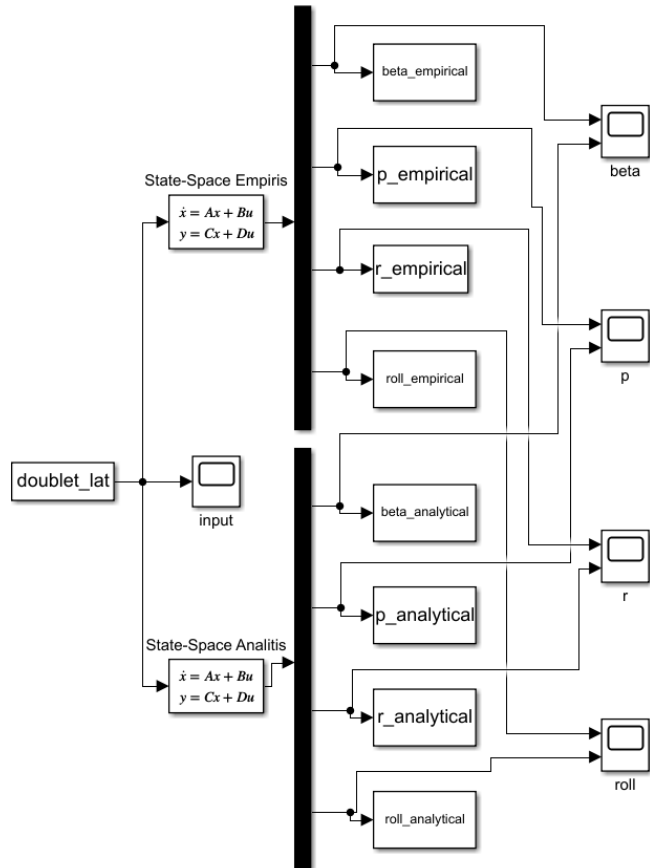 beta_empirical
beta
State-Space Empiris
p_empirical
ẋ = Ax + Bu
y = Cx + Du
r_empirical
p
roll_empirical
doublet_lat
input
beta_analytical
r
p_analytical
State-Space Analitis
ẋ = Ax + Bu
y = Cx + Du
r_analytical
roll
roll_analytical